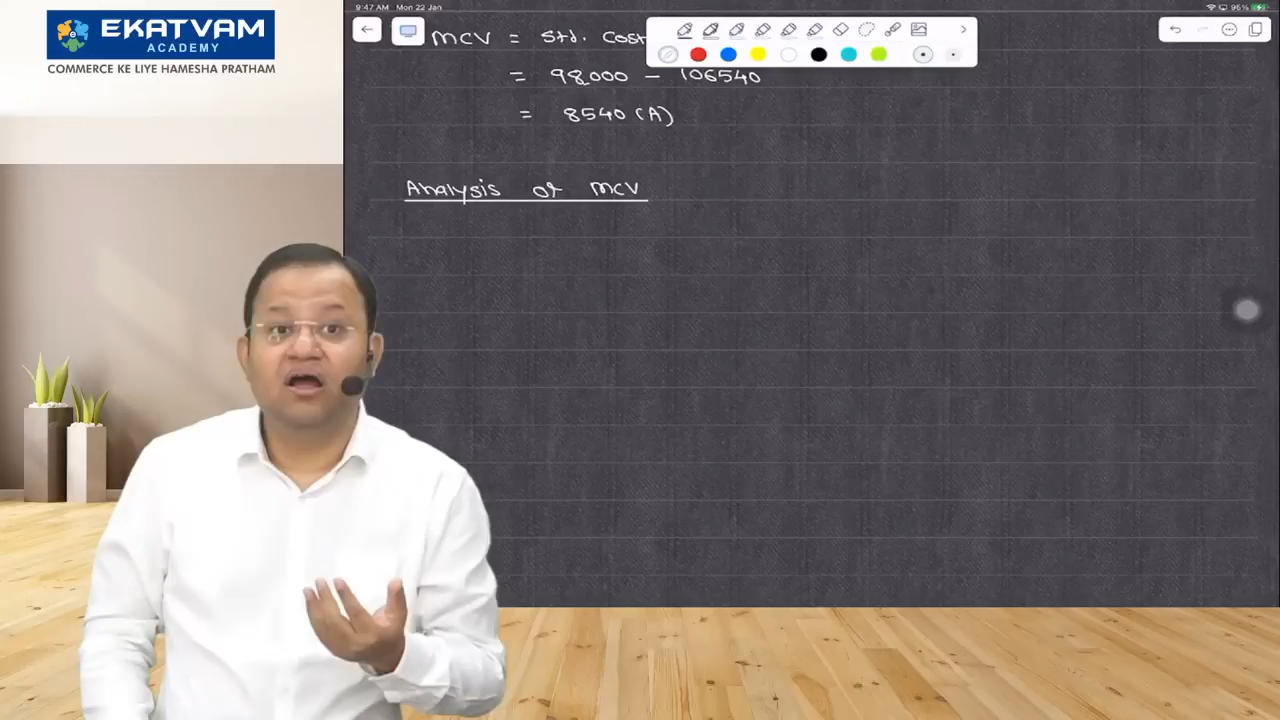 EKATVAM
ACADEMY
COMMERCE KE LIYE HAMESHA PRATHAM
9:47 AM Mon 22 Jan
95%
MCV = Std. Cost
= 98000 - 106540
= 8540 (A)
Analysis of MCV